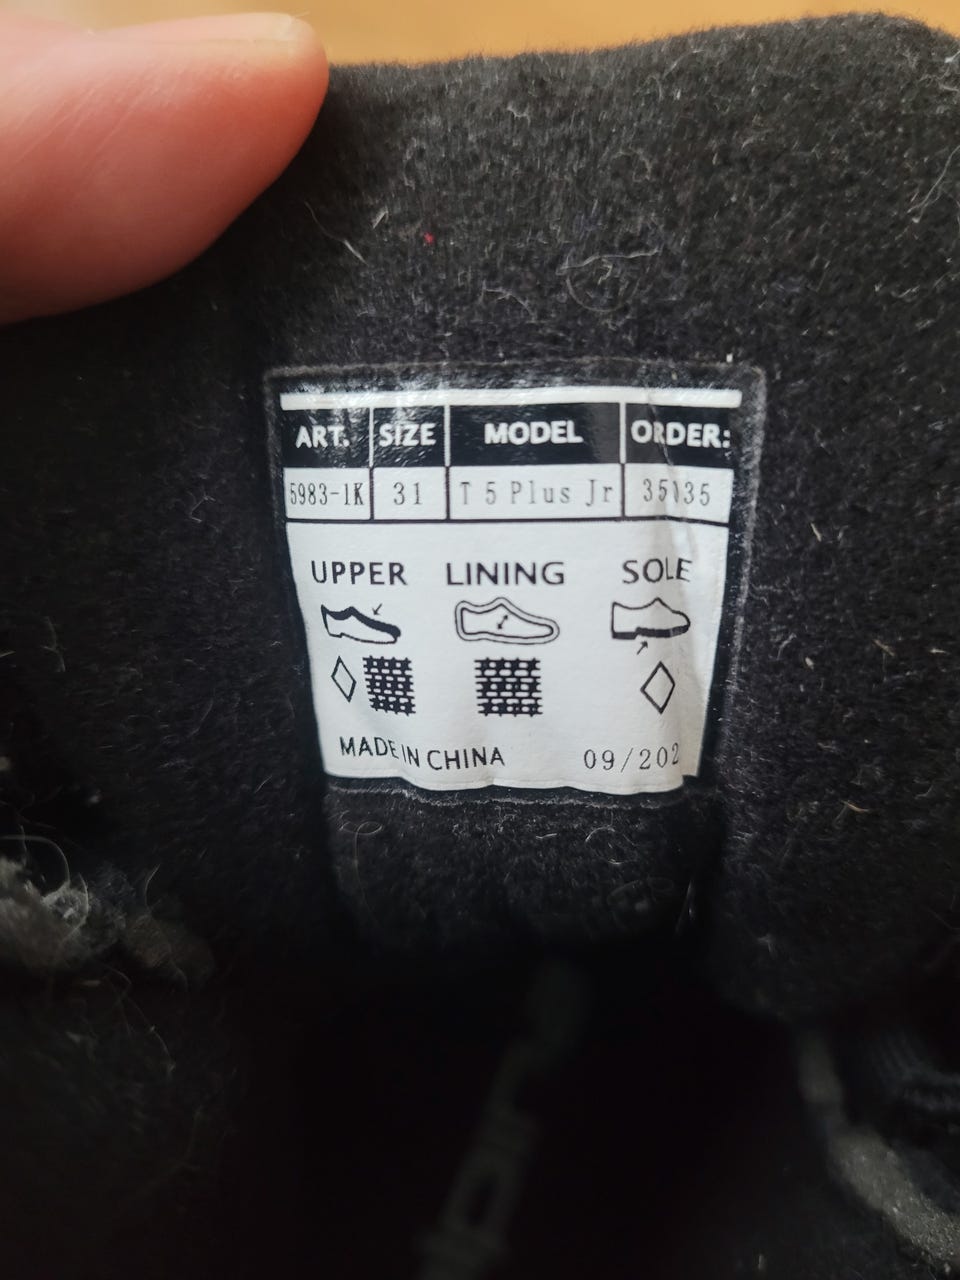 ART. SIZE MODEL ORDER:
5983-1K 31 T 5 Plus Jr
UPPER LINING SOLE
MADE IN CHINA 09/202